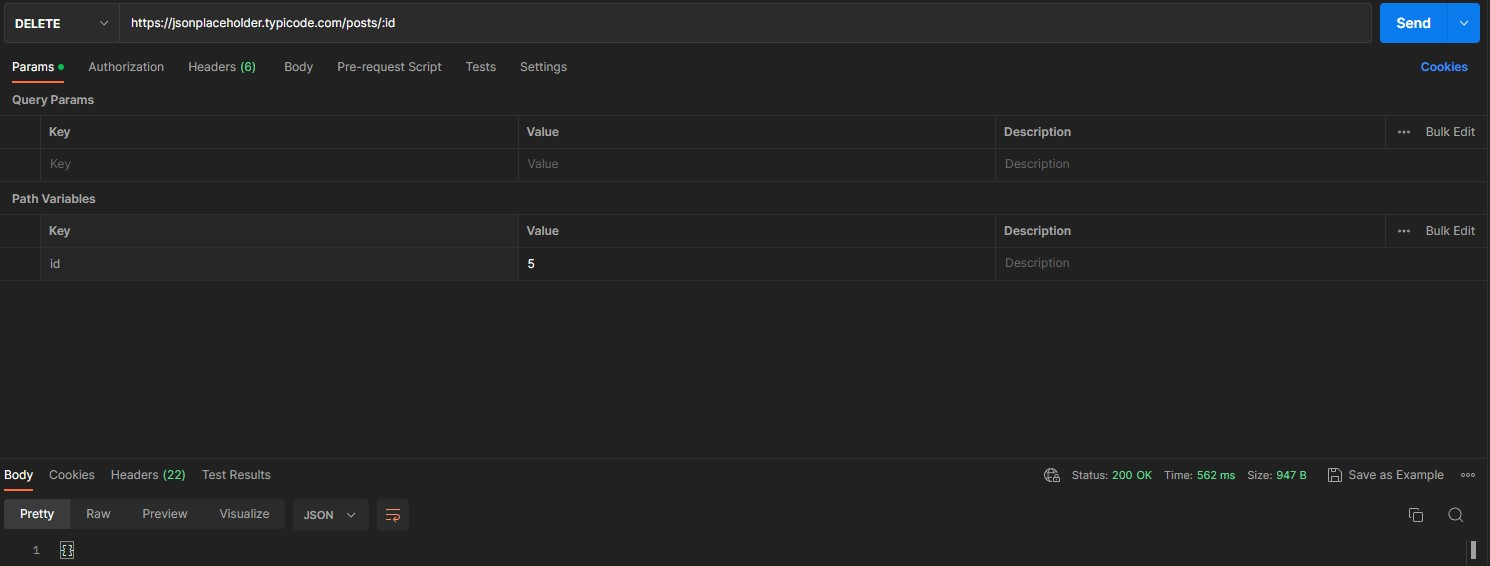 DELETE https://jsonplaceholder.typicode.com/posts/:id Send
Params Authorization Headers (6) Body Pre-request Script Tests Settings Cookies
Query Params
Key Value Description ••• Bulk Edit
Key Value Description
Path Variables
Key Value Description ••• Bulk Edit
id 5 Description
Body Cookies Headers (22) Test Results Status: 200 OK Time: 562 ms Size: 947 B Save as Example
Pretty Raw Preview Visualize JSON
1 {}